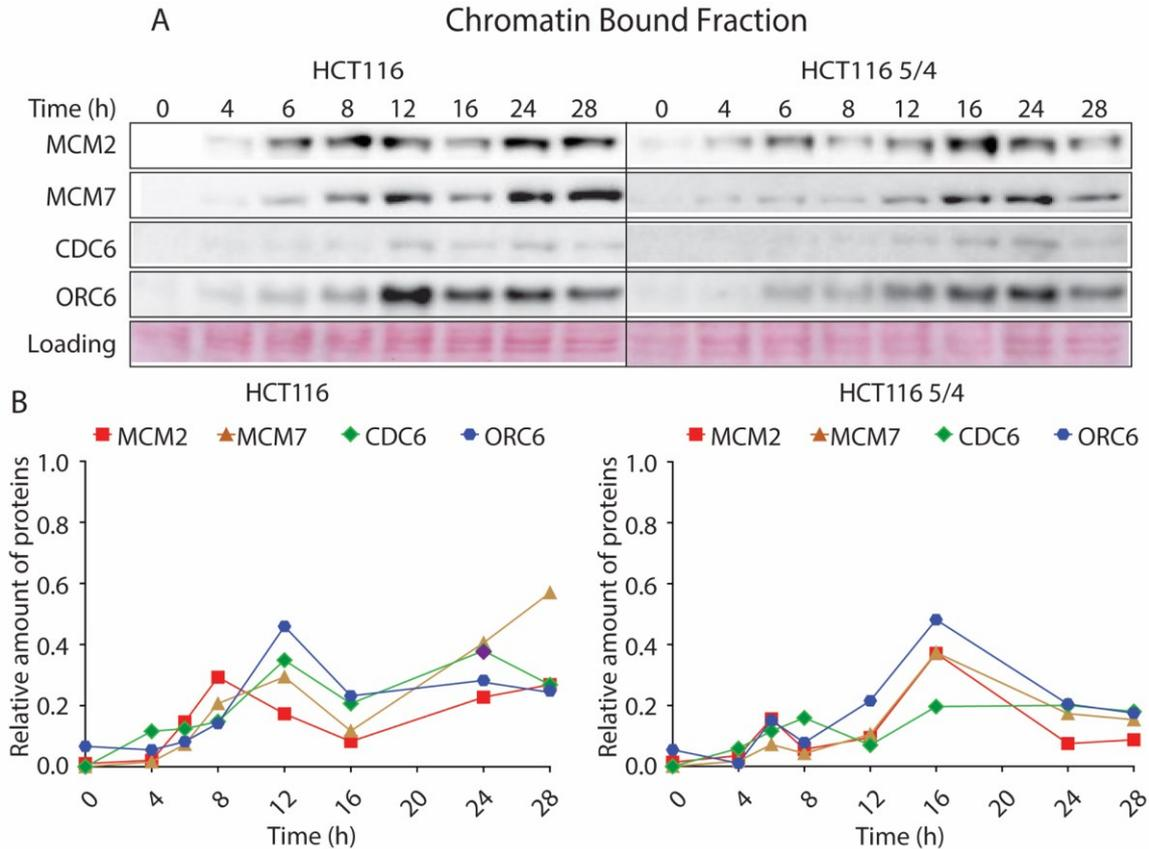 A Chromatin Bound Fraction
HCT116 HCT116 5/4
Time (h) 0 4 6 8 12 16 24 28 0 4 6 8 12 16 24 28
MCM2
MCM7
CDC6
ORC6
Loading
B HCT116 HCT116 5/4
MCM2 MCM7 CDC6 ORC6 MCM2 MCM7 CDC6 ORC6
Relative amount of proteins
1.0
0.8
0.6
0.4
0.2
0.0
0 4 8 12 16 20 24 28
Time (h)
Relative amount of proteins
1.0
0.8
0.6
0.4
0.2
0.0
0 4 8 12 16 20 24 28
Time (h)